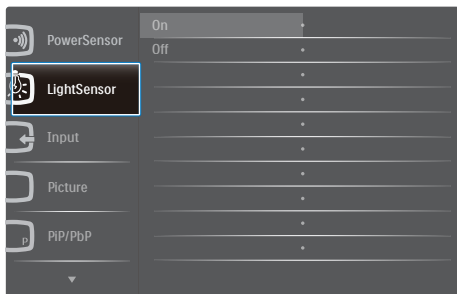 PowerSensor
On
Off
LightSensor
Input
Picture
p
PiP/PbP